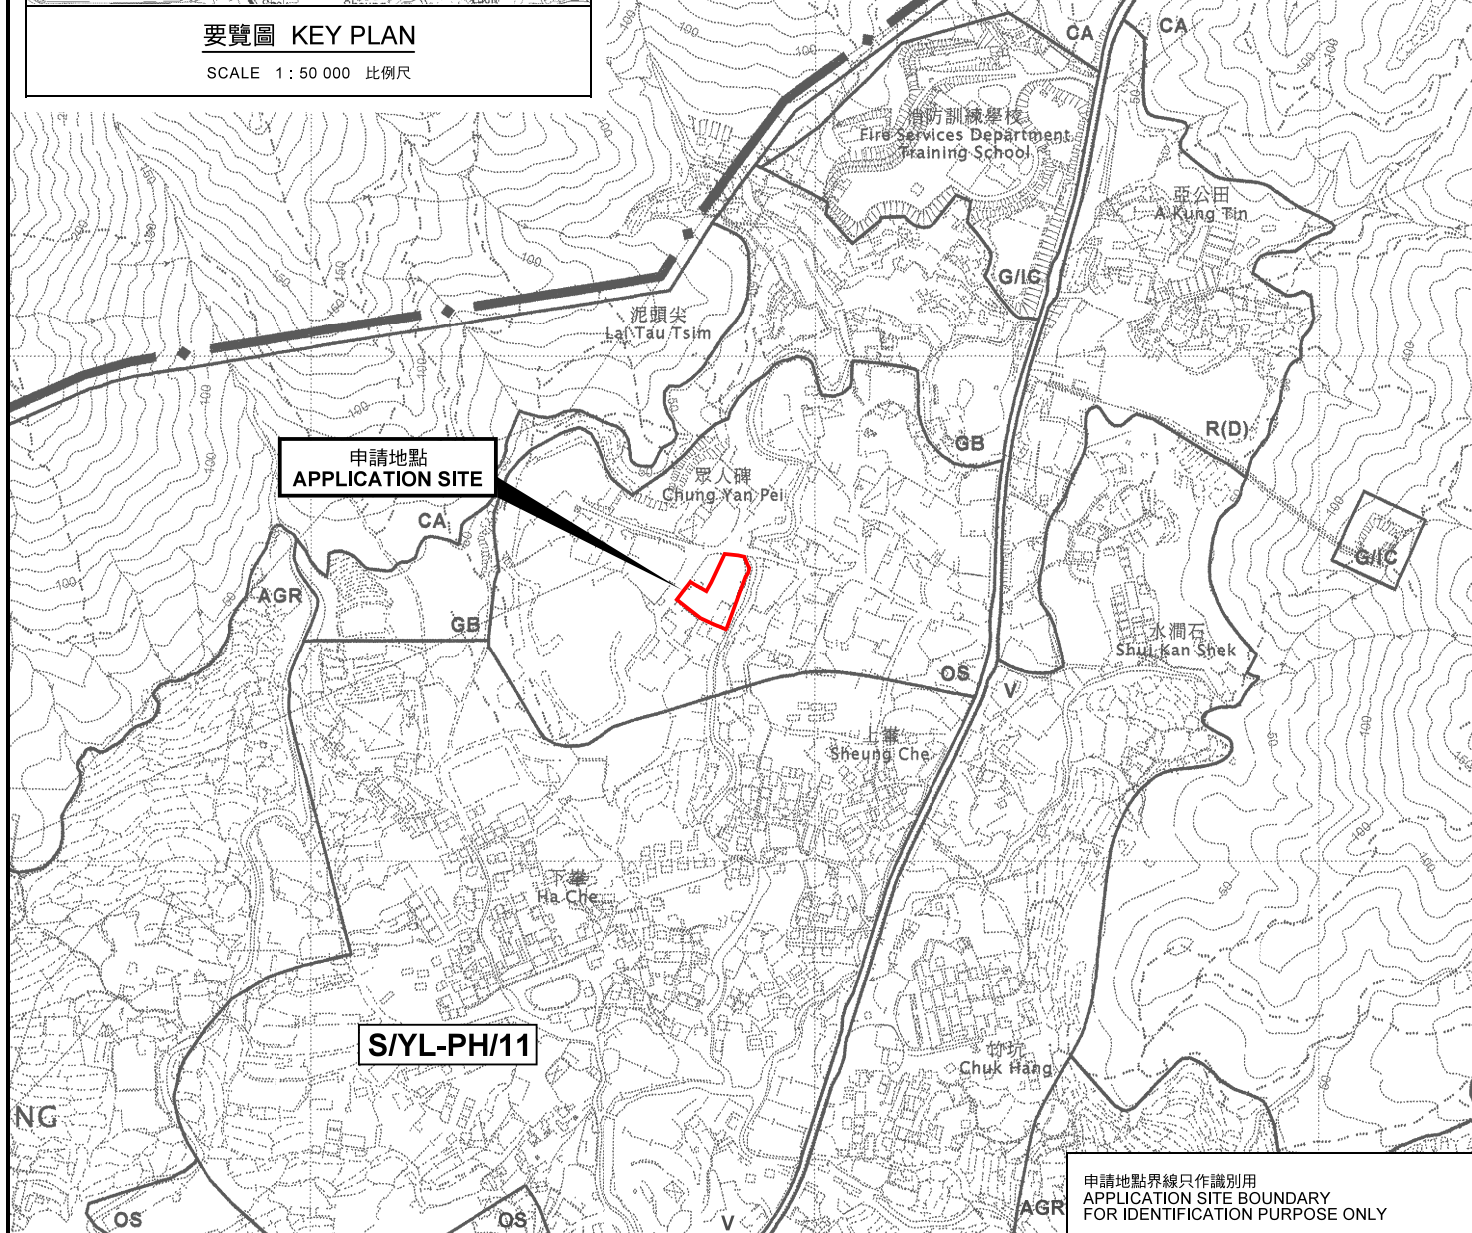 要覽圖 KEY PLAN
SCALE 1 : 50 000 比例尺
CA
CA
消防訓練學校
Fire Services Department
Training School
亞公田
A Kung Tin
G/IC
泥頭尖
Lai Tau Tsim
R(D)
GB
申請地點
APPLICATION SITE
眾人碑
Chung Yan Pei
CA
G/IC
AGR
GB
水澗石
Shui Kan Shek
OS
V
上輋
Sheung Che
下輋
Ha Che
S/YL-PH/11
竹坑
Chuk Hang
NG
申請地點界線只作識別用
APPLICATION SITE BOUNDARY
FOR IDENTIFICATION PURPOSE ONLY
AGR
OS
OS
V